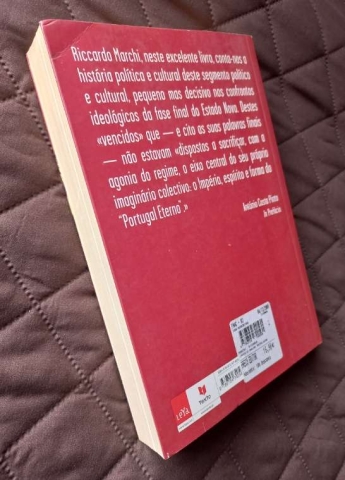 Riccardo Marchi, neste excelente livro, conta-nos a
história política e cultural deste segmento político
e cultural, pequeno mas decisivo nos confrontos
ideológicos da fase final do Estado Novo. Destes
«vencidos» que — e cito as suas palavras finais
— não estavam «dispostos a sacrificar, com a
agonia do regime, o eixo central do seu próprio
imaginário colectivo: o Império, espírito e forma do
"Portugal Eterno".»
António Costa Pinto
in Prefácio
leYa
TEXTO